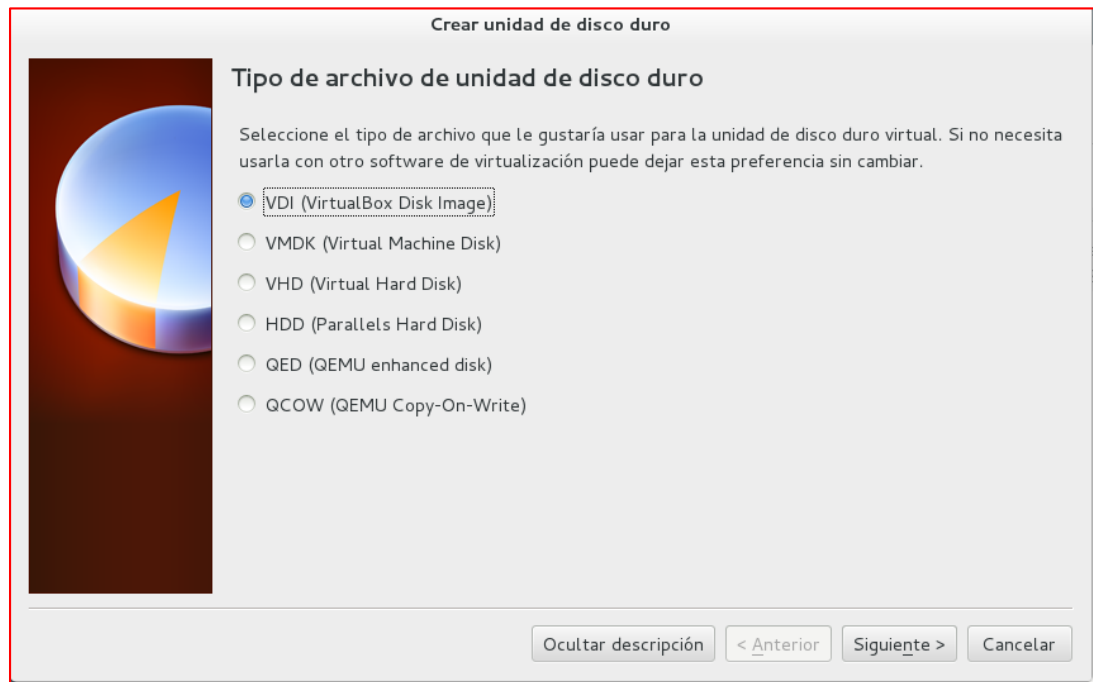 Crear unidad de disco duro
Tipo de archivo de unidad de disco duro
Seleccione el tipo de archivo que le gustaría usar para la unidad de disco duro virtual. Si no necesita
usarla con otro software de virtualización puede dejar esta preferencia sin cambiar.
VDI (VirtualBox Disk Image)
VMDK (Virtual Machine Disk)
VHD (Virtual Hard Disk)
HDD (Parallels Hard Disk)
QED (QEMU enhanced disk)
QCOW (QEMU Copy-On-Write)
Ocultar descripción < Anterior Siguiente > Cancelar